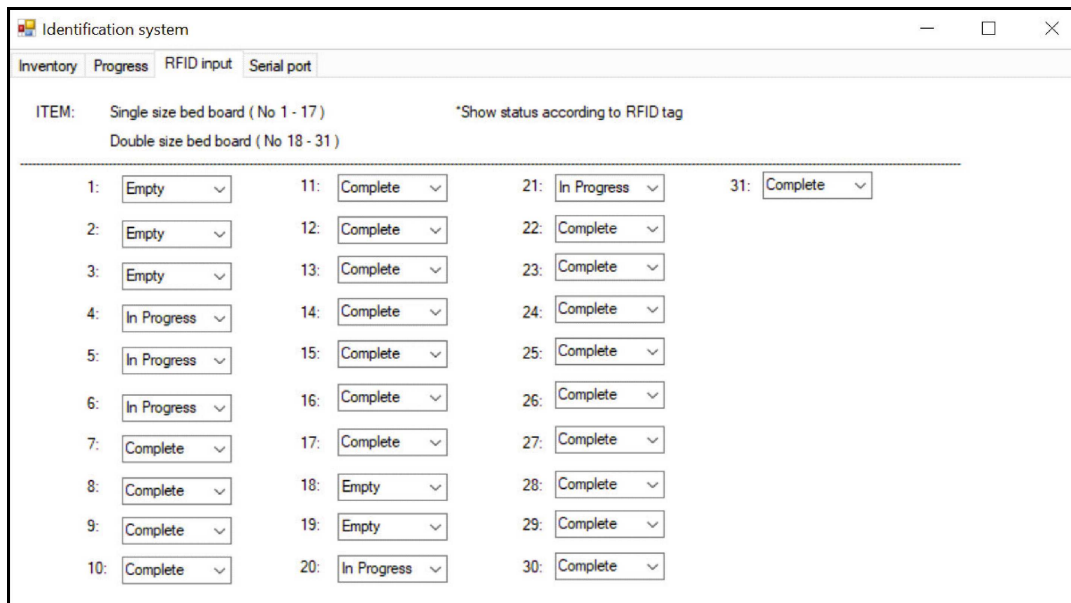 Identification system
Inventory Progress RFID input Serial port
ITEM: Single size bed board ( No 1 - 17 ) *Show status according to RFID tag
Double size bed board ( No 18 - 31 )
1: Empty 11: Complete 21: In Progress 31: Complete
2: Empty 12: Complete 22: Complete
3: Empty 13: Complete 23: Complete
4: In Progress 14: Complete 24: Complete
5: In Progress 15: Complete 25: Complete
6: In Progress 16: Complete 26: Complete
7: Complete 17: Complete 27: Complete
8: Complete 18: Empty 28: Complete
9: Complete 19: Empty 29: Complete
10: Complete 20: In Progress 30: Complete